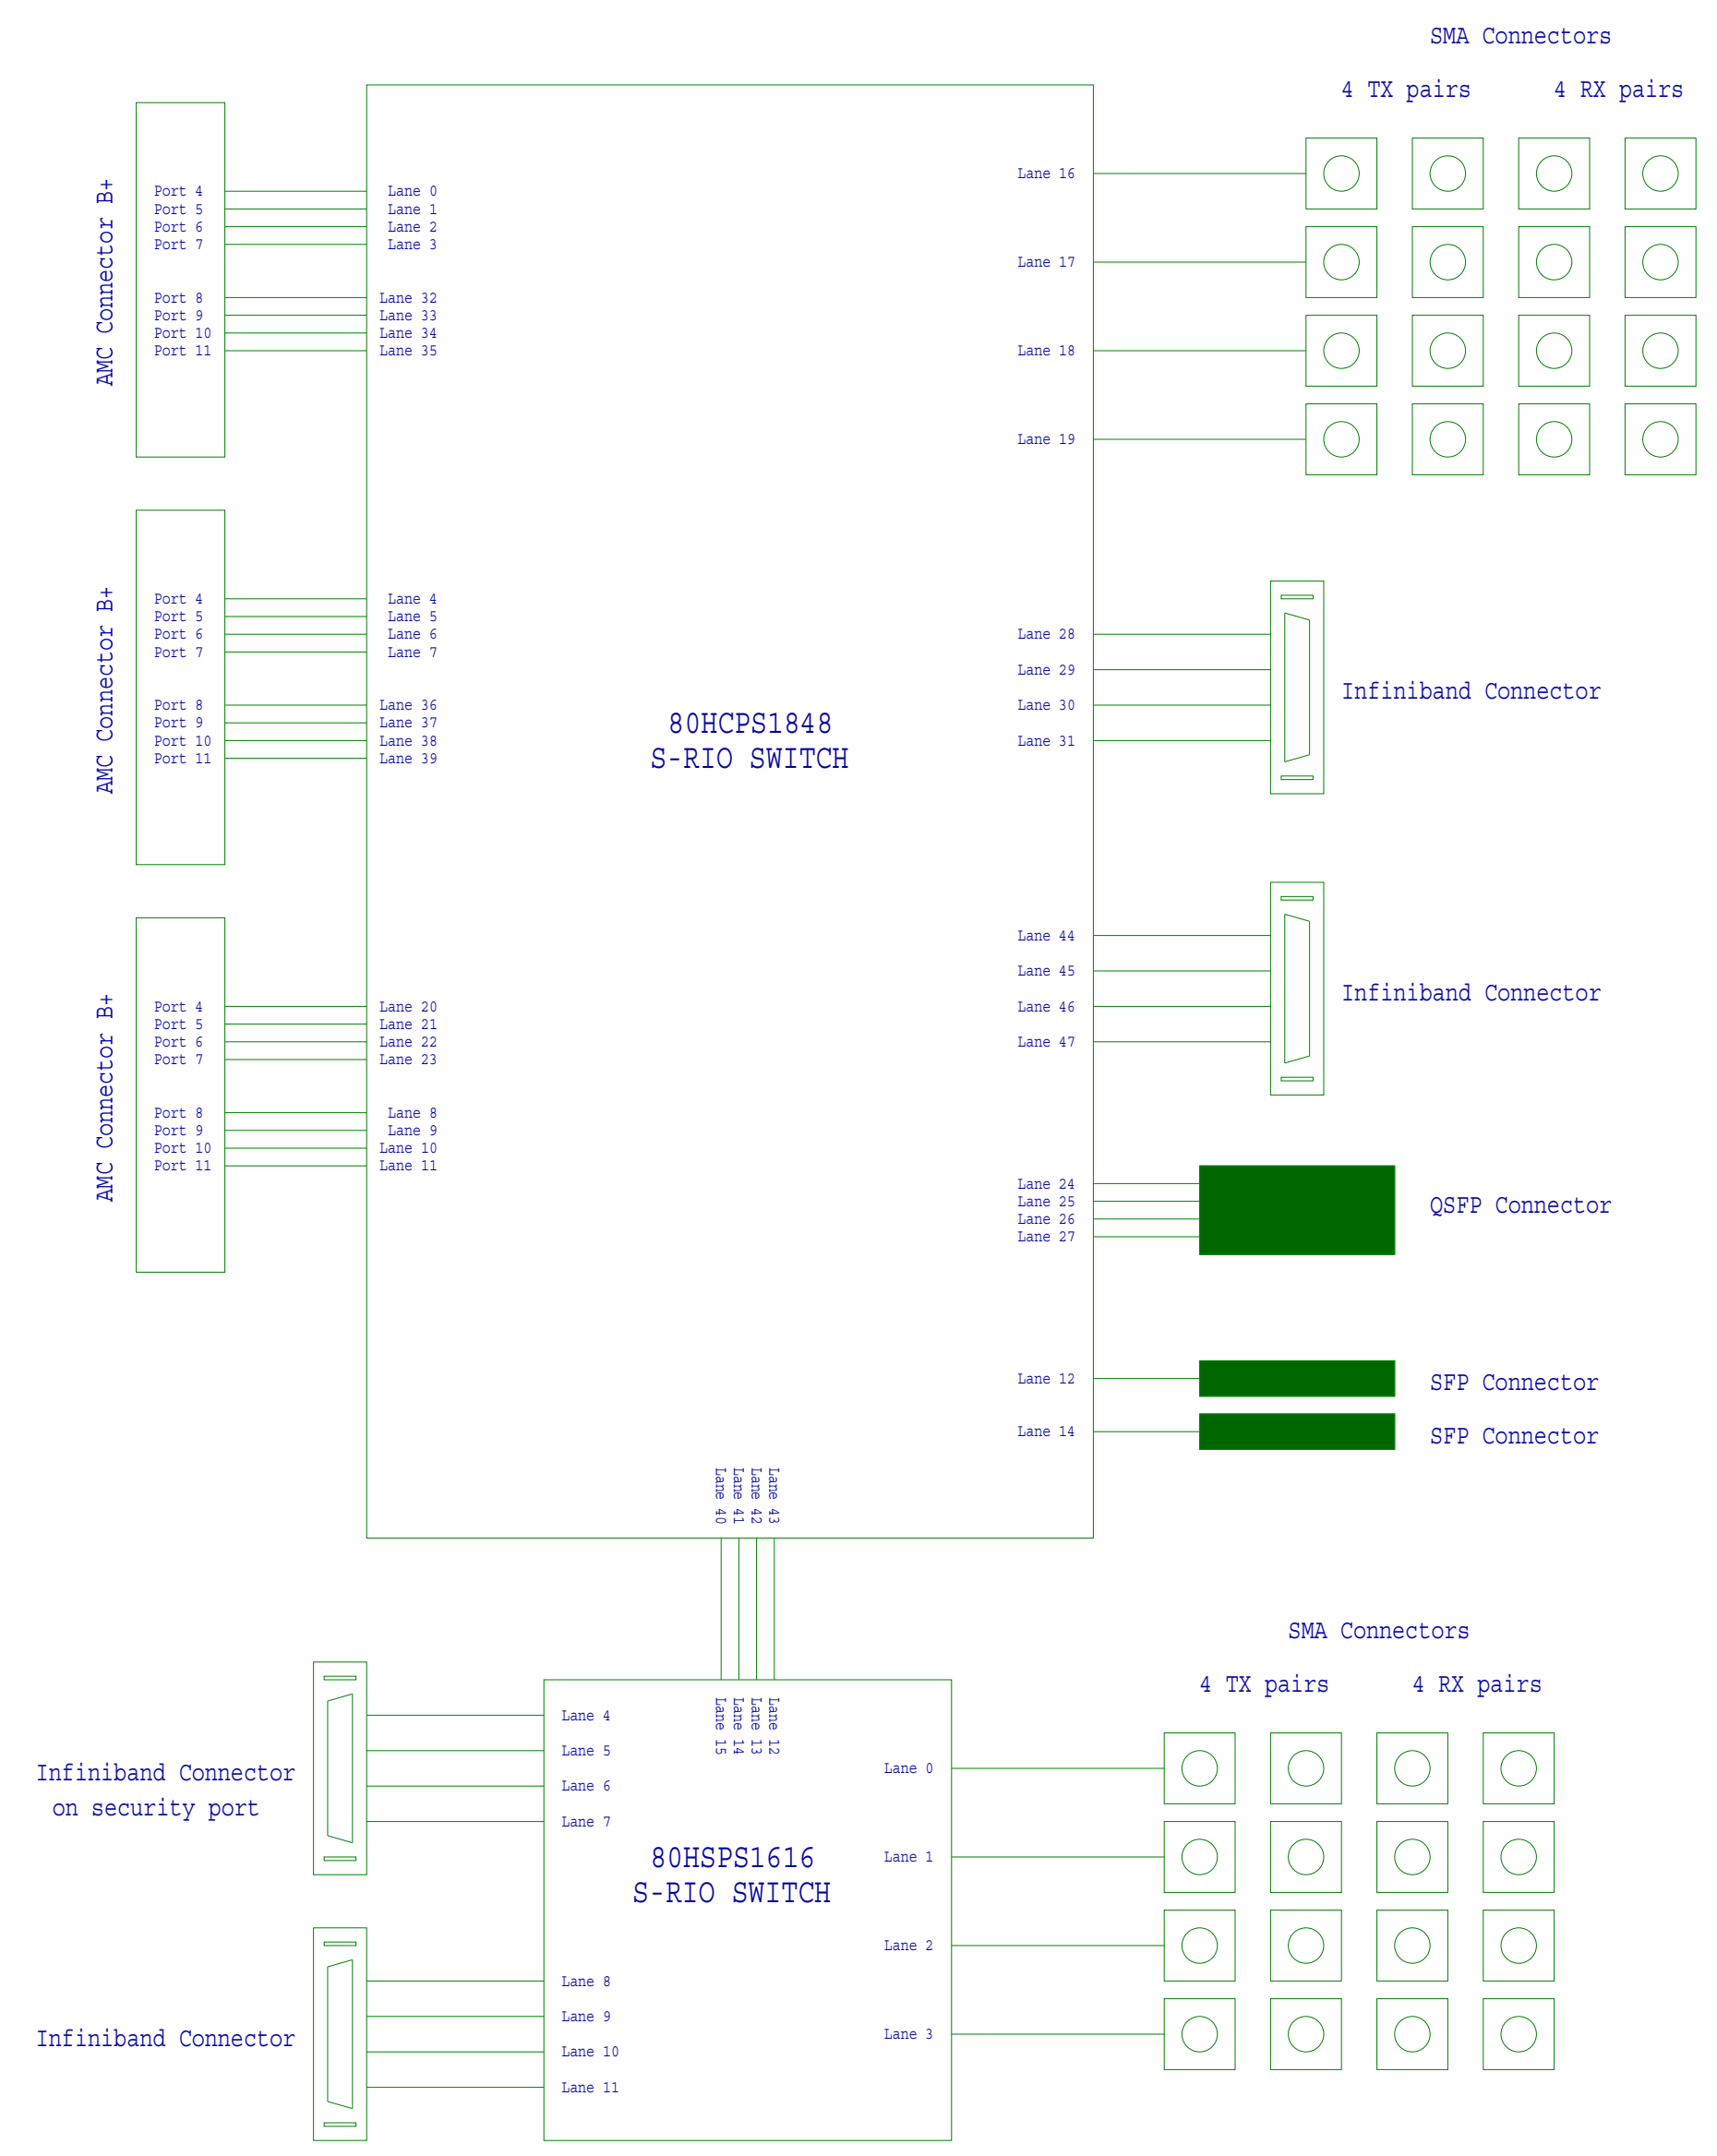 SMA Connectors
4 TX pairs
4 RX pairs
AMC Connector B+
Port 4
Port 5
Port 6
Port 7
Port 8
Port 9
Port 10
Port 11
Lane 0
Lane 1
Lane 2
Lane 3
Lane 32
Lane 33
Lane 34
Lane 35
Lane 16
Lane 17
Lane 18
Lane 19
AMC Connector B+
Port 4
Port 5
Port 6
Port 7
Port 8
Port 9
Port 10
Port 11
Lane 4
Lane 5
Lane 6
Lane 7
Lane 36
Lane 37
Lane 38
Lane 39
80HCPS1848
S-RIO SWITCH
Lane 28
Lane 29
Lane 30
Lane 31
Infiniband Connector
Lane 44
Lane 45
Lane 46
Lane 47
Infiniband Connector
AMC Connector B+
Port 4
Port 5
Port 6
Port 7
Port 8
Port 9
Port 10
Port 11
Lane 20
Lane 21
Lane 22
Lane 23
Lane 8
Lane 9
Lane 10
Lane 11
Lane 24
Lane 25
Lane 26
Lane 27
QSFP Connector
Lane 12
SFP Connector
Lane 14
SFP Connector
Lane 40
Lane 41
Lane 42
Lane 43
SMA Connectors
4 TX pairs
4 RX pairs
Lane 15
Lane 14
Lane 13
Lane 12
Infiniband Connector
on security port
Lane 4
Lane 5
Lane 6
Lane 7
80HSPS1616
S-RIO SWITCH
Lane 0
Lane 1
Lane 2
Lane 3
Infiniband Connector
Lane 8
Lane 9
Lane 10
Lane 11